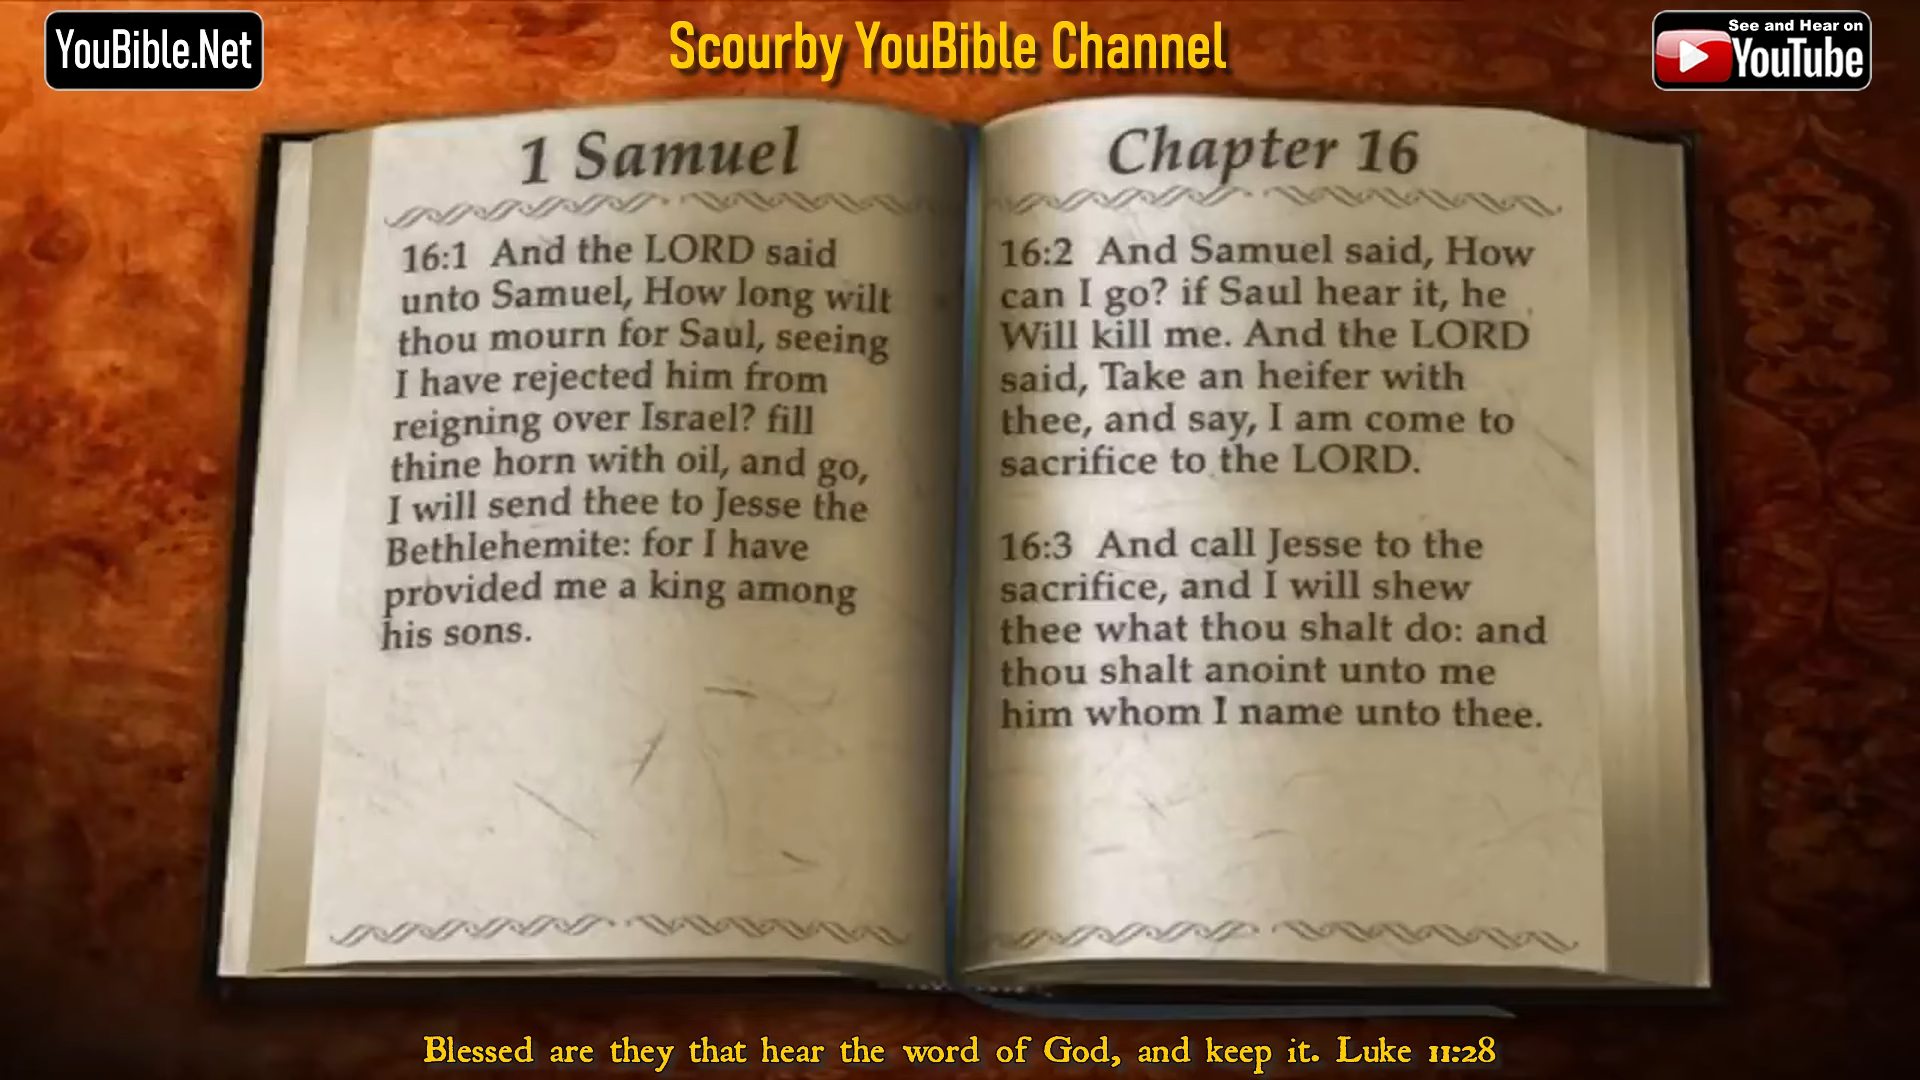 YouBible.Net
Scourby YouBible Channel
See and Hear on
YouTube
1 Samuel
16:1 And the LORD said
unto Samuel, How long wilt
thou mourn for Saul, seeing
I have rejected him from
reigning over Israel? fill
thine horn with oil, and go,
I will send thee to Jesse the
Bethlehemite: for I have
provided me a king among
his sons.
Chapter 16
16:2 And Samuel said, How
can I go? if Saul hear it, he
Will kill me. And the LORD
said, Take an heifer with
thee, and say, I am come to
sacrifice to the LORD.
16:3 And call Jesse to the
sacrifice, and I will shew
thee what thou shalt do: and
thou shalt anoint unto me
him whom I name unto thee.
Blessed are they that hear the word of God, and keep it. Luke 11:28